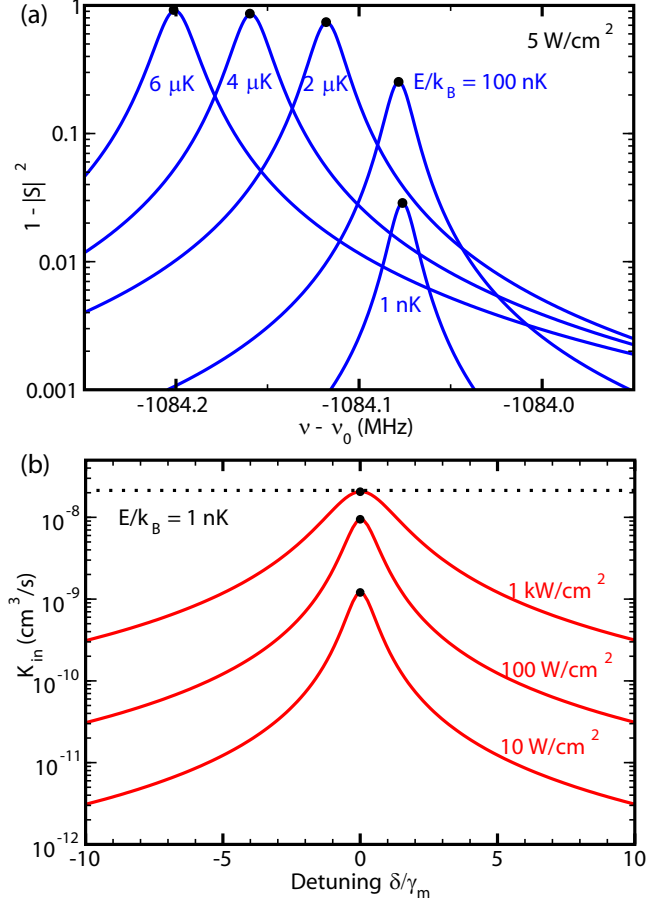 (a)
5 W/cm²
1
0.1
0.01
0.001
1 - |S| ²
6 μK
4 μK
2 μK
E/k_B = 100 nK
1 nK
-1084.2
-1084.1
-1084.0
ν - ν₀ (MHz)
(b)
E/k_B = 1 nK
10⁻⁸
10⁻⁹
10⁻¹⁰
10⁻¹¹
10⁻¹²
K_in (cm³/s)
1 kW/cm²
100 W/cm²
10 W/cm²
-10
-5
0
5
10
Detuning δ/γ_m